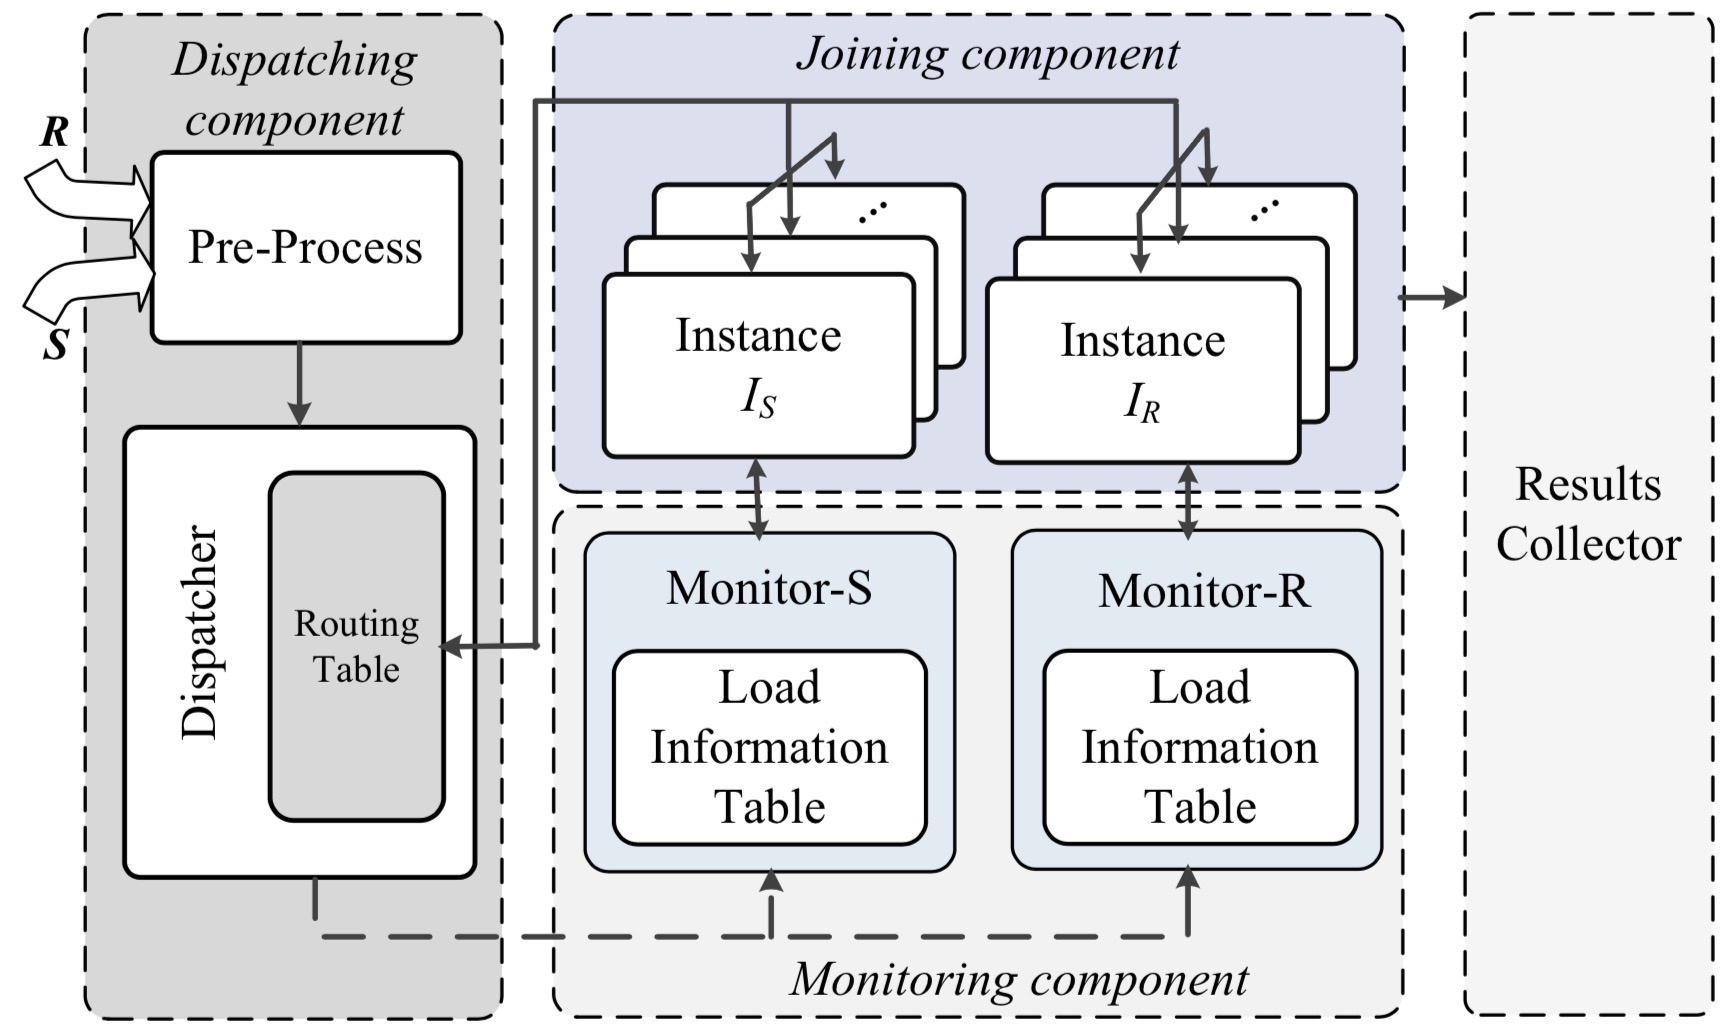 Dispatching
component
R
S
Pre-Process
Dispatcher
Routing
Table
Joining component
...
Instance
I_S
...
Instance
I_R
Monitor-S
Load
Information
Table
Monitor-R
Load
Information
Table
Monitoring component
Results
Collector